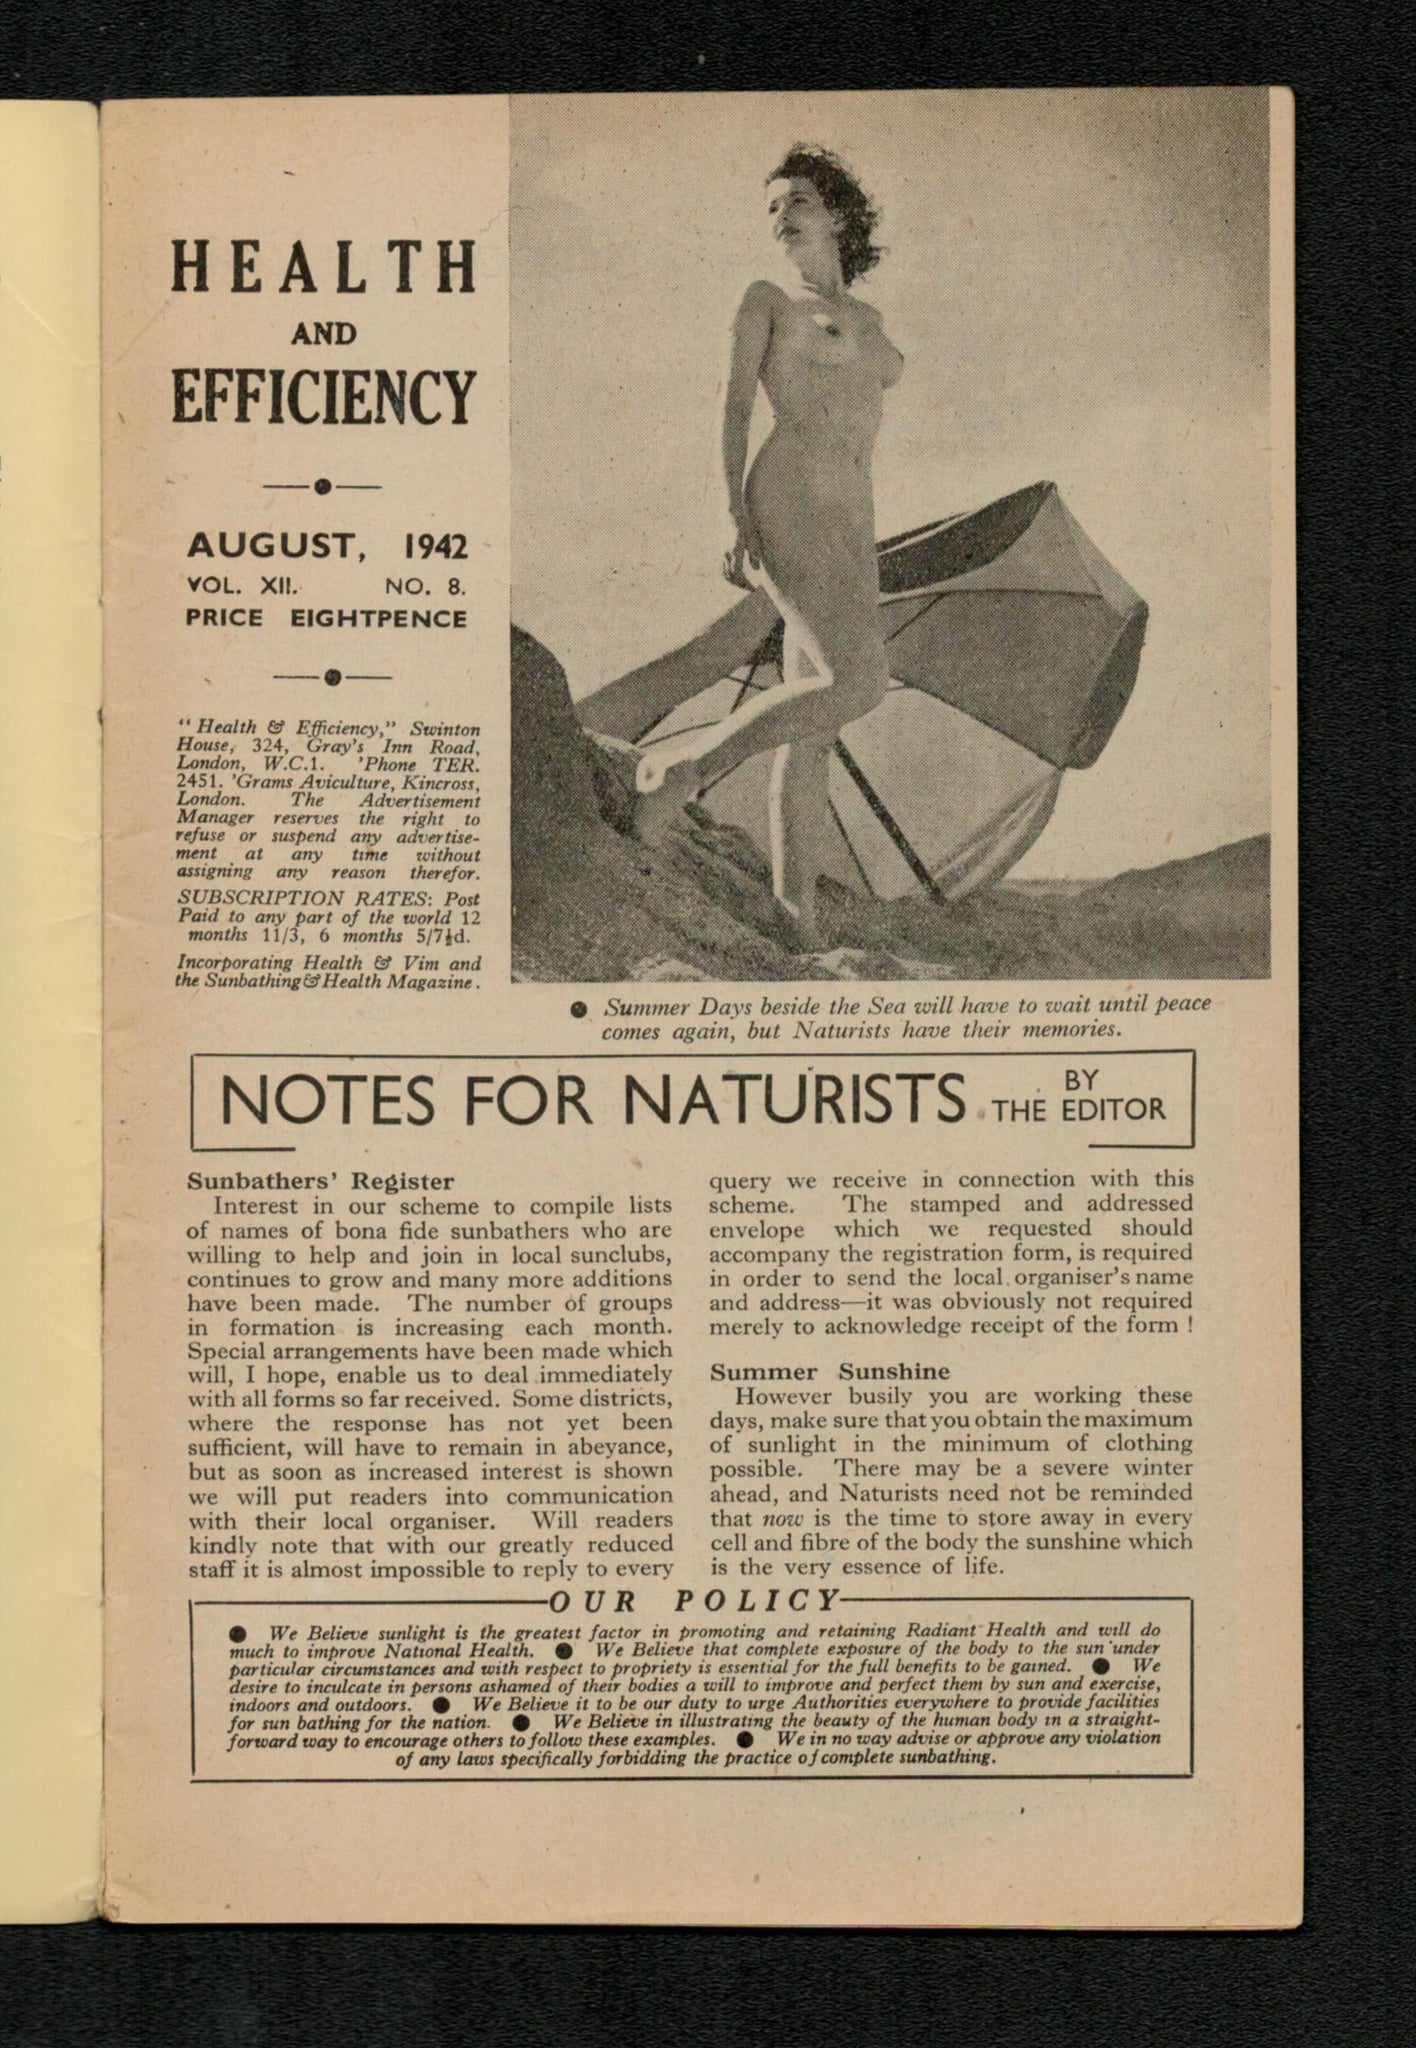 HEALTH
AND
EFFICIENCY
AUGUST, 1942
VOL. XII. NO. 8.
PRICE EIGHTPENCE
"Health & Efficiency," Swinton
House, 324, Gray's Inn Road,
London, W.C.1. 'Phone TER.
2451. 'Grams Aviculture, Kincross,
London. The Advertisement
Manager reserves the right to
refuse or suspend any advertise-
ment at any time without
assigning any reason therefor.
SUBSCRIPTION RATES: Post
Paid to any part of the world 12
months 11/3, 6 months 5/7½d.
Incorporating Health & Vim and
the Sunbathing & Health Magazine.
● Summer Days beside the Sea will have to wait until peace
comes again, but Naturists have their memories.
NOTES FOR NATURISTS BY
THE EDITOR
Sunbathers' Register
Interest in our scheme to compile lists
of names of bona fide sunbathers who are
willing to help and join in local sunclubs,
continues to grow and many more additions
have been made. The number of groups
in formation is increasing each month.
Special arrangements have been made which
will, I hope, enable us to deal immediately
with all forms so far received. Some districts,
where the response has not yet been
sufficient, will have to remain in abeyance,
but as soon as increased interest is shown
we will put readers into communication
with their local organiser. Will readers
kindly note that with our greatly reduced
staff it is almost impossible to reply to every
query we receive in connection with this
scheme. The stamped and addressed
envelope which we requested should
accompany the registration form, is required
in order to send the local organiser's name
and address—it was obviously not required
merely to acknowledge receipt of the form !
Summer Sunshine
However busily you are working these
days, make sure that you obtain the maximum
of sunlight in the minimum of clothing
possible. There may be a severe winter
ahead, and Naturists need not be reminded
that now is the time to store away in every
cell and fibre of the body the sunshine which
is the very essence of life.
OUR POLICY
● We Believe sunlight is the greatest factor in promoting and retaining Radiant Health and will do
much to improve National Health. ● We Believe that complete exposure of the body to the sun under
particular circumstances and with respect to propriety is essential for the full benefits to be gained. ● We
desire to inculcate in persons ashamed of their bodies a will to improve and perfect them by sun and exercise,
indoors and outdoors. ● We Believe it to be our duty to urge Authorities everywhere to provide facilities
for sun bathing for the nation. ● We Believe in illustrating the beauty of the human body in a straight-
forward way to encourage others to follow these examples. ● We in no way advise or approve any violation
of any laws specifically forbidding the practice of complete sunbathing.